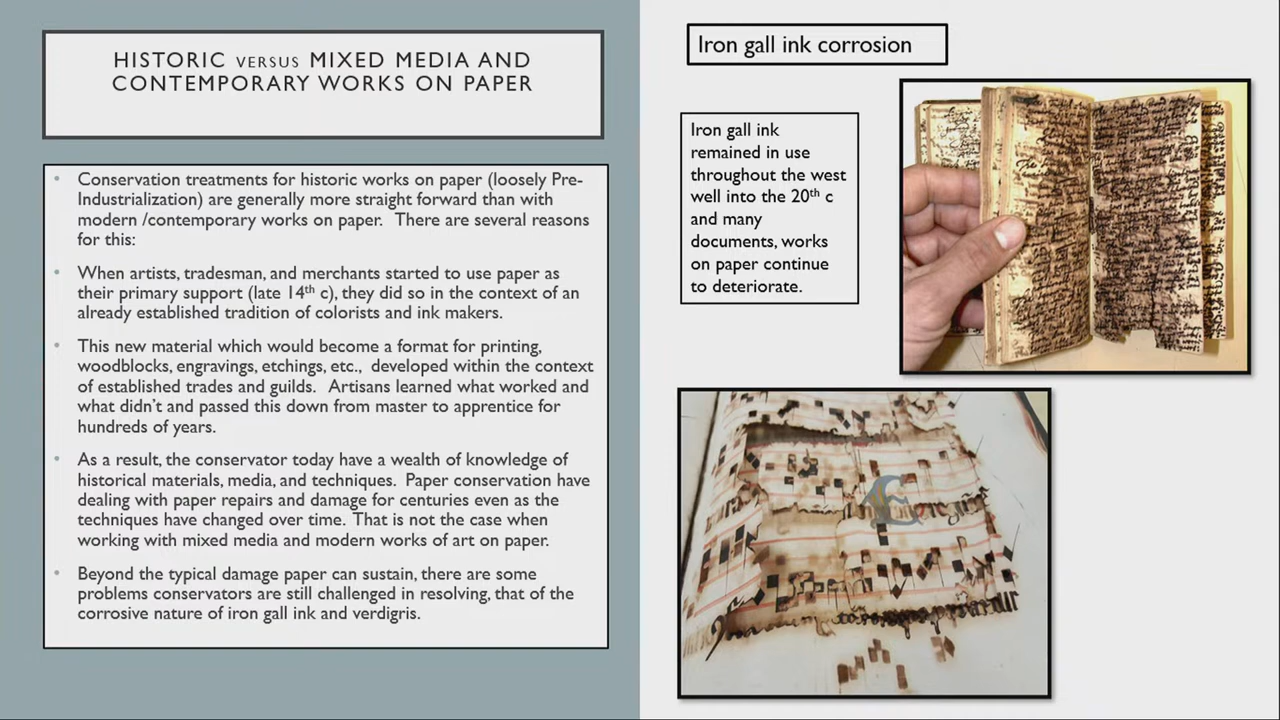 HISTORIC VERSUS MIXED MEDIA AND
CONTEMPORARY WORKS ON PAPER
Conservation treatments for historic works on paper (loosely Pre-
Industrialization) are generally more straight forward than with
modern /contemporary works on paper. There are several reasons
for this:
When artists, tradesman, and merchants started to use paper as
their primary support (late 14th c), they did so in the context of an
already established tradition of colorists and ink makers.
This new material which would become a format for printing,
woodblocks, engravings, etchings, etc., developed within the context
of established trades and guilds. Artisans learned what worked and
what didn't and passed this down from master to apprentice for
hundreds of years.
As a result, the conservator today have a wealth of knowledge of
historical materials, media, and techniques. Paper conservation have
dealing with paper repairs and damage for centuries even as the
techniques have changed over time. That is not the case when
working with mixed media and modern works of art on paper.
Beyond the typical damage paper can sustain, there are some
problems conservators are still challenged in resolving, that of the
corrosive nature of iron gall ink and verdigris.
Iron gall ink corrosion
Iron gall ink
remained in use
throughout the west
well into the 20th c
and many
documents, works
on paper continue
to deteriorate.